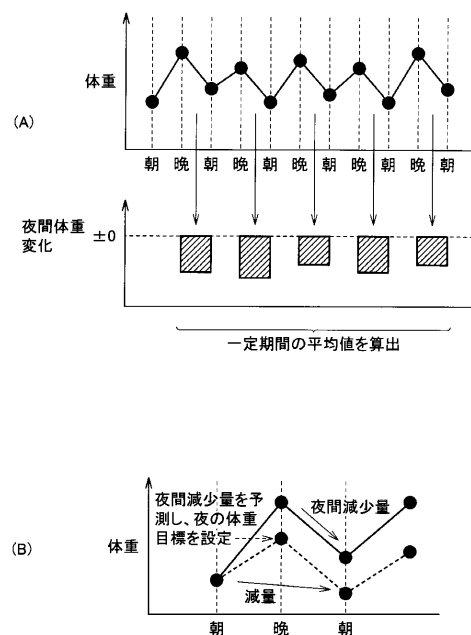 (A)
体重
朝 晩 朝 晩 朝 晩 朝 晩 朝 晩 朝
夜間体重
変化
±0
一定期間の平均値を算出
(B)
体重
夜間減少量を予
測し、夜の体重
目標を設定
夜間減少量
減量
朝 晩 朝